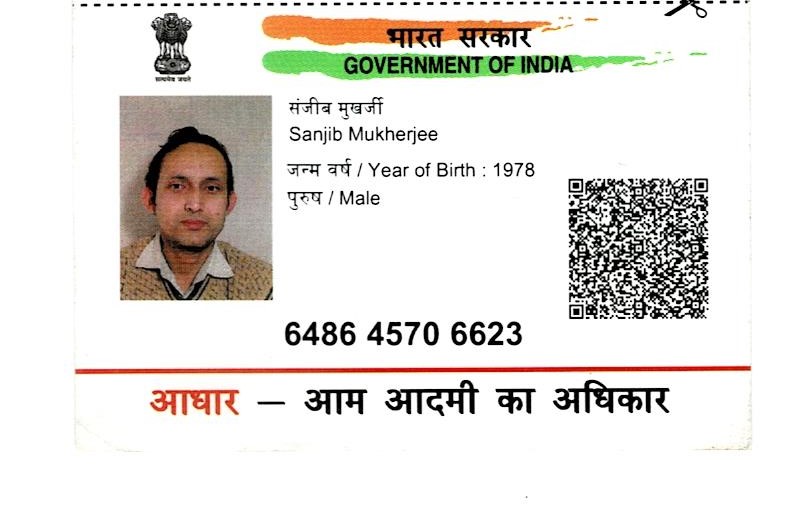 सत्यमेव जयते
भारत सरकार
GOVERNMENT OF INDIA
संजीब मुखर्जी
Sanjib Mukherjee
जन्म वर्ष / Year of Birth : 1978
पुरुष / Male
6486 4570 6623
आधार — आम आदमी का अधिकार